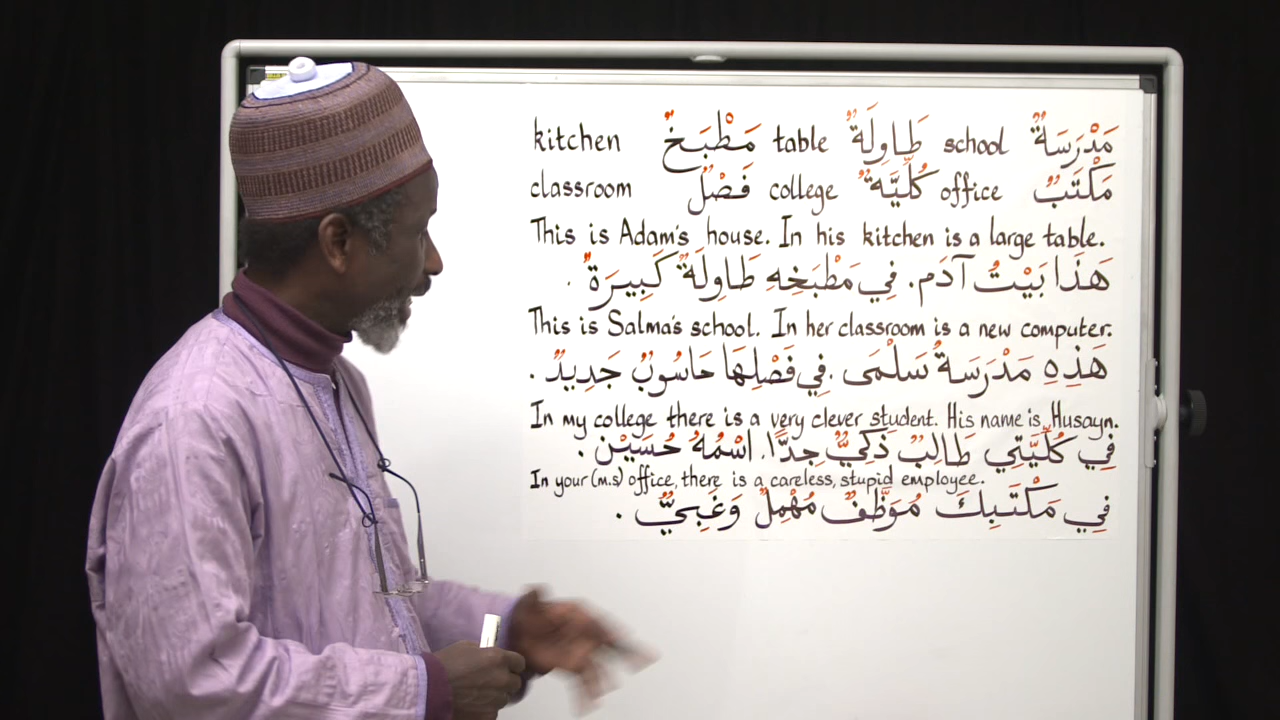 kitchen مَطْبَخٌ table طَاوِلَةٌ school مَدْرَسَةٌ
classroom فَصْلٌ college كُلِّيَّةٌ office مَكْتَبٌ
This is Adam's house. In his kitchen is a large table.
هَذَا بَيْتُ آدَم. فِي مَطْبَخِهِ طَاوِلَةٌ كَبِيرَةٌ.
This is Salma's school. In her classroom is a new computer.
هَذِهِ مَدْرَسَةُ سَلْمَى. فِي فَصْلِهَا حَاسُوبٌ جَدِيدٌ.
In my college there is a very clever student. His name is Husayn.
فِي كُلِّيَّتِي طَالِبٌ ذَكِيٌّ جِدًّا. اسْمُهُ حُسَيْن.
In your (m.s) office, there is a careless, stupid employee.
فِي مَكْتَبِكَ مُوَظَّفٌ مُهْمِلٌ وَغَبِيٌّ.